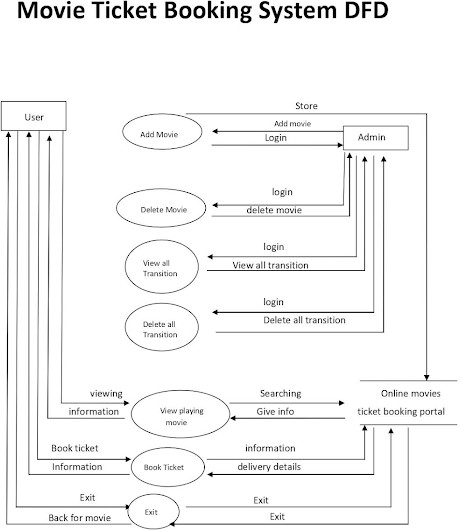 Movie Ticket Booking System DFD
Store
User
Add movie
Add Movie
Login
Admin
login
Delete Movie
delete movie
login
View all
Transition
View all transition
login
Delete all
Transition
Delete all transition
viewing
information
View playing
movie
Searching
Give info
Online movies
ticket booking portal
Book ticket
Information
Book Ticket
information
delivery details
Exit
Back for movie
Exit
Exit
Exit